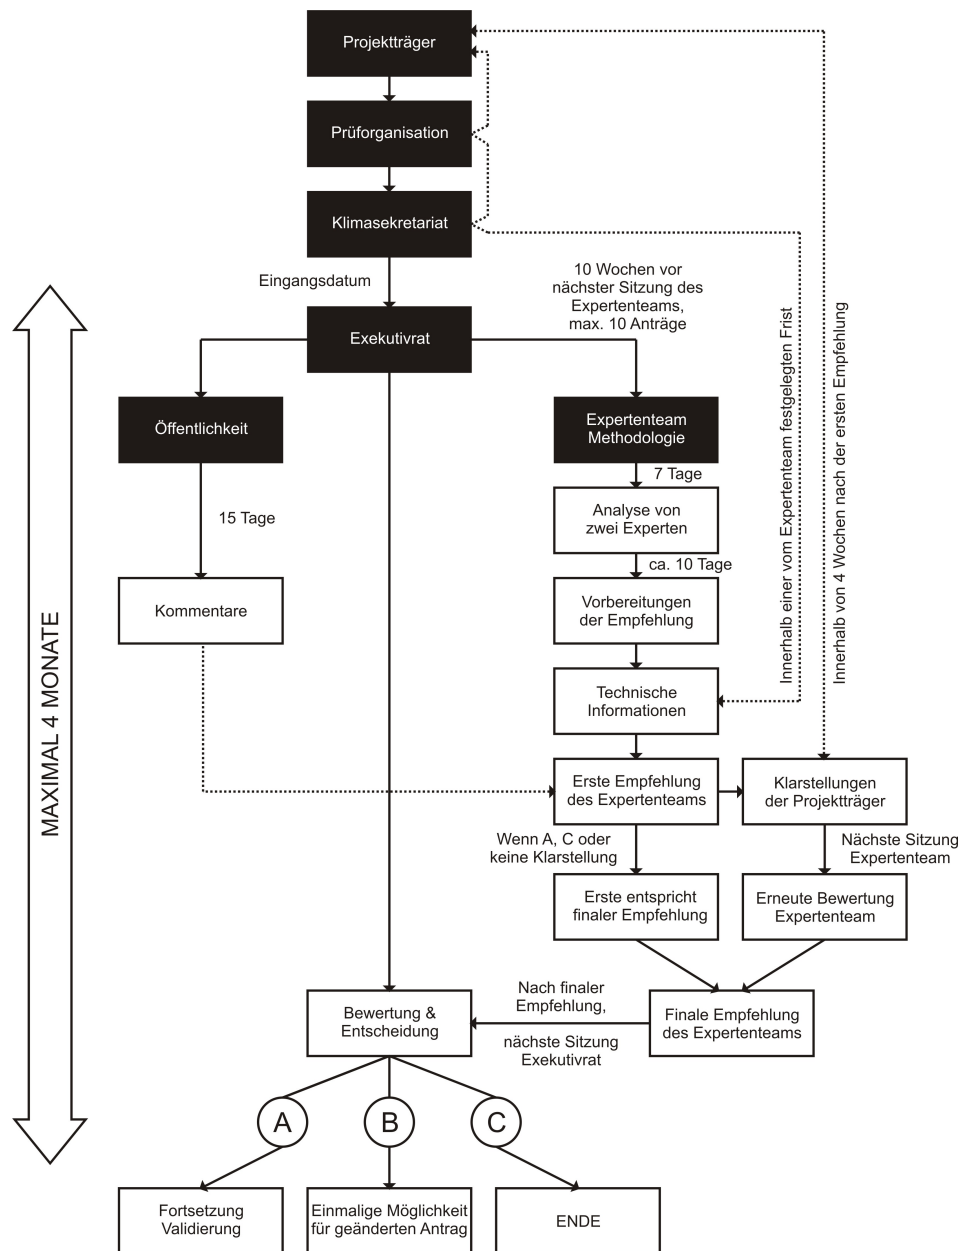 Projektträger
Prüforganisation
Klimasekretariat
Eingangsdatum
10 Wochen vor
nächster Sitzung des
Expertenteams,
max. 10 Anträge
Exekutivrat
Öffentlichkeit
Expertenteam
Methodologie
7 Tage
15 Tage
Analyse von
zwei Experten
ca. 10 Tage
Kommentare
Vorbereitungen
der Empfehlung
Technische
Informationen
Innerhalb einer vom Expertenteam festgelegten Frist
Innerhalb von 4 Wochen nach der ersten Empfehlung
MAXIMAL 4 MONATE
Erste Empfehlung
des Expertenteams
Klarstellungen
der Projektträger
Wenn A, C oder
keine Klarstellung
Nächste Sitzung
Expertenteam
Erste entspricht
finaler Empfehlung
Erneute Bewertung
Expertenteam
Bewertung &
Entscheidung
Nach finaler
Empfehlung,
nächste Sitzung
Exekutivrat
Finale Empfehlung
des Expertenteams
A
B
C
Fortsetzung
Validierung
Einmalige Möglichkeit
für geänderten Antrag
ENDE